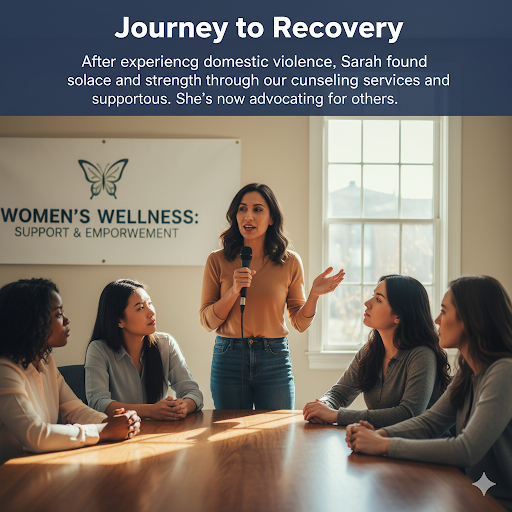 Journey to Recovery
After experiencg domestic violence, Sarah found
solace and strength through our cunseling services and
supportous. She's now advocating for others.
WOMEN'S WELLNESS:
SUPPORT & EMPORWEMENT